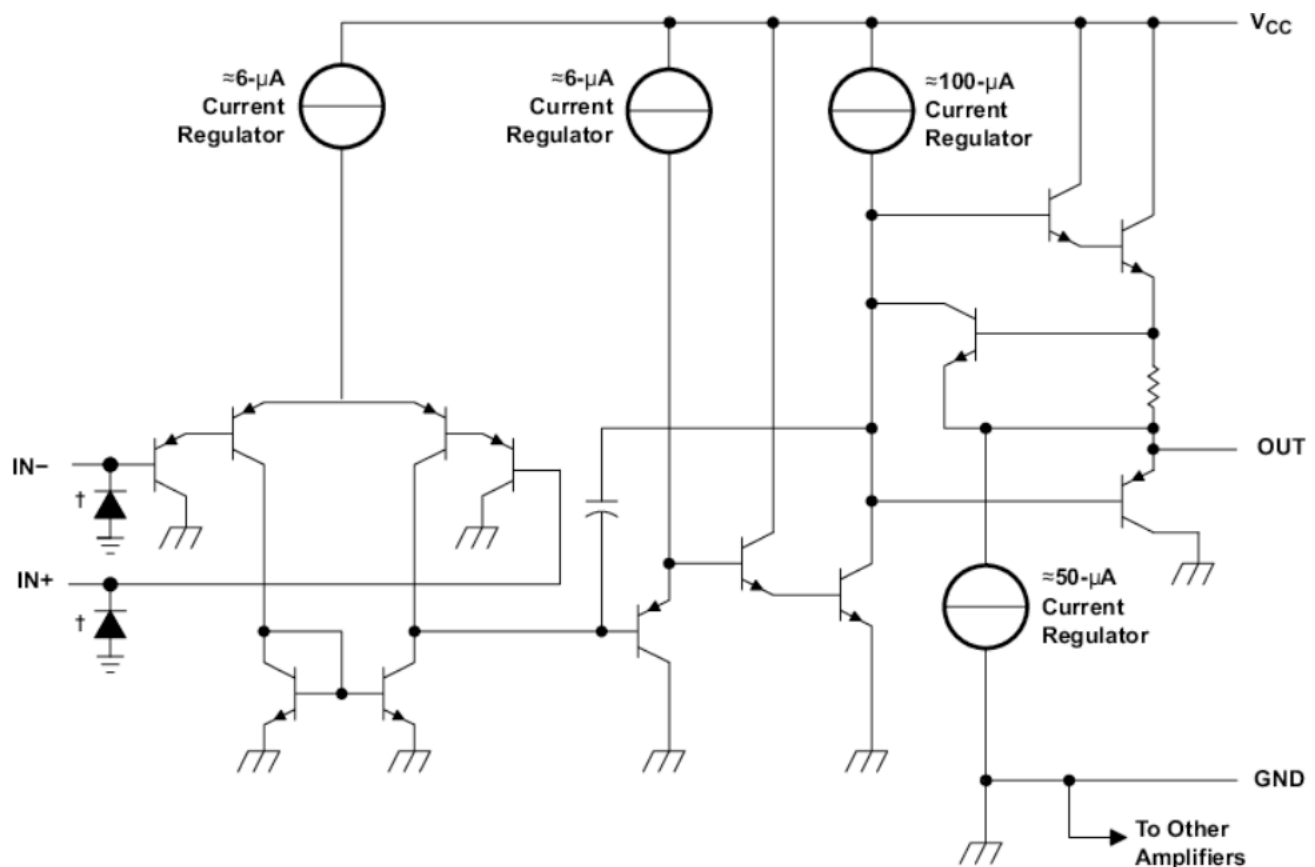 V_CC
≈6-µA
Current
Regulator
≈6-µA
Current
Regulator
≈100-µA
Current
Regulator
IN−
†
OUT
IN+
†
≈50-µA
Current
Regulator
GND
To Other
Amplifiers